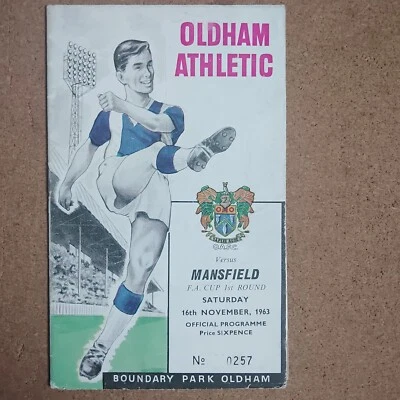 OLDHAM
ATHLETIC
O.A.F.C.
Versus
MANSFIELD
F.A. CUP 1st ROUND
SATURDAY
16th NOVEMBER, 1963
OFFICIAL PROGRAMME
Price SIXPENCE
No 0257
BOUNDARY PARK OLDHAM